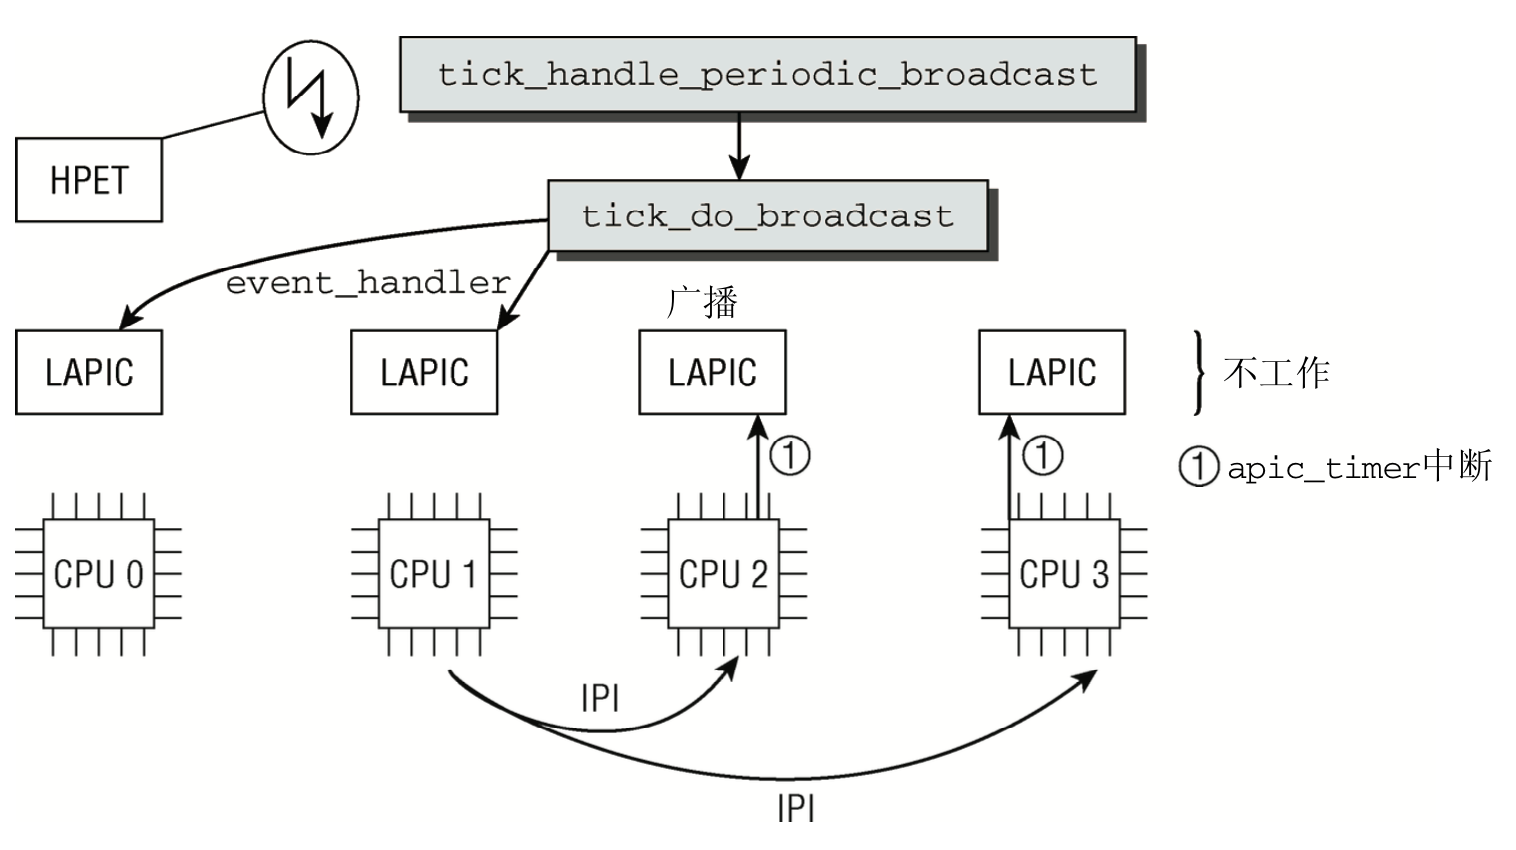 tick_handle_periodic_broadcast
HPET
tick_do_broadcast
event_handler
广播
LAPIC
LAPIC
LAPIC
LAPIC
不工作
①
①
①apic_timer中断
CPU 0
CPU 1
CPU 2
CPU 3
IPI
IPI